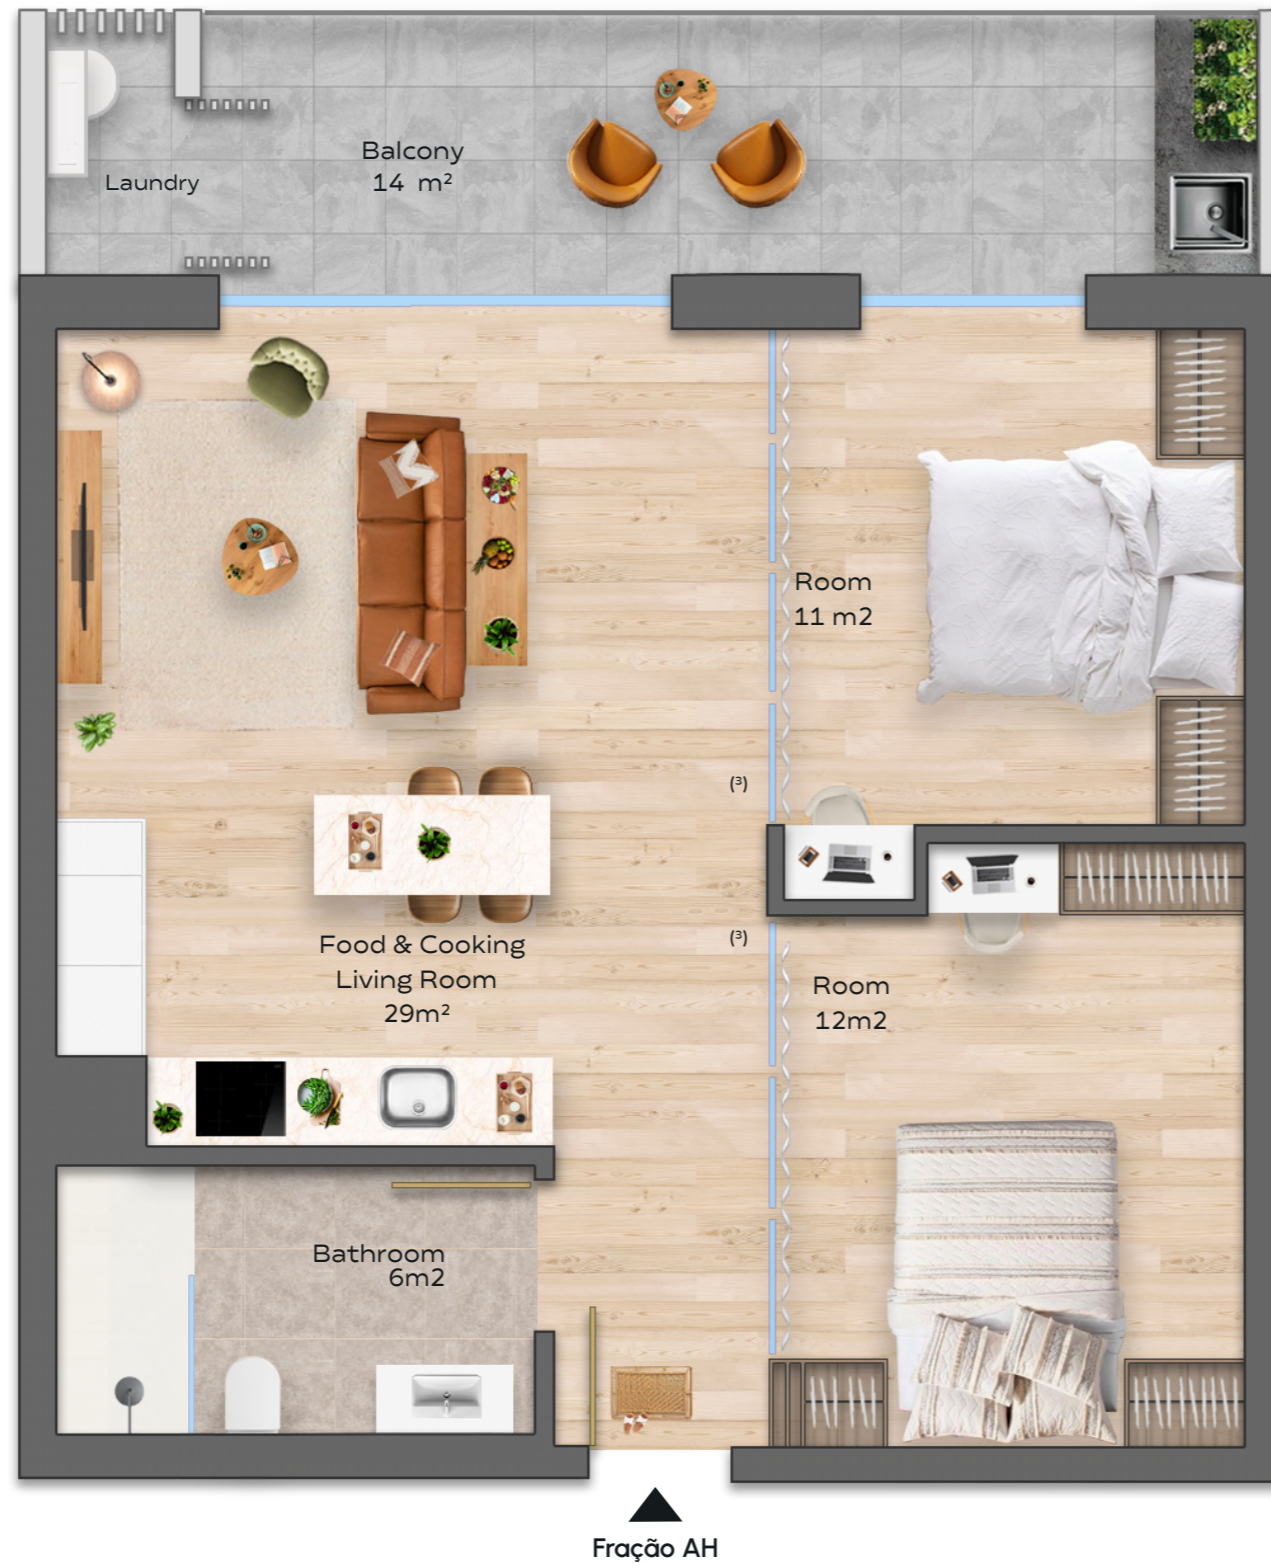 Balcony
14 m²
Laundry
Room
11 m2
(³)
(³)
Food & Cooking
Living Room
29m²
Room
12m2
Bathroom
6m2
Fração AH